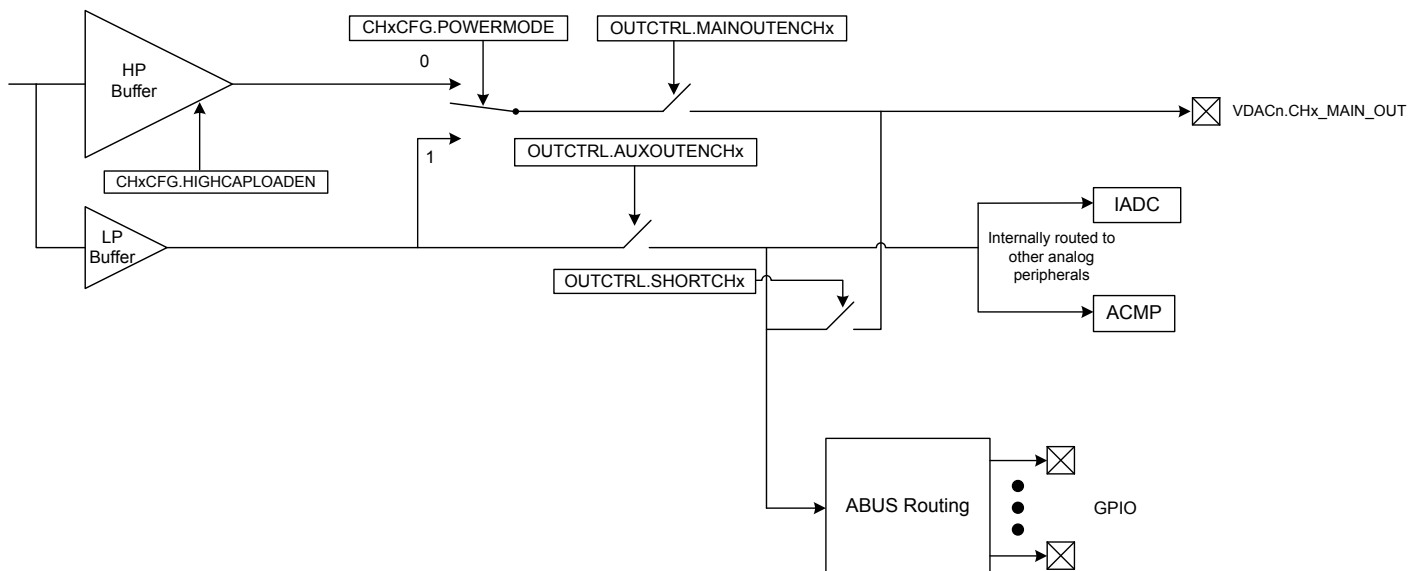 CHxCFG.POWERMODE
OUTCTRL.MAINOUTENCHx
0
HP
Buffer
VDACn.CHx_MAIN_OUT
1
OUTCTRL.AUXOUTENCHx
CHxCFG.HIGHCAPLOADEN
IADC
LP
Buffer
Internally routed to
other analog
peripherals
OUTCTRL.SHORTCHx
ACMP
ABUS Routing
GPIO